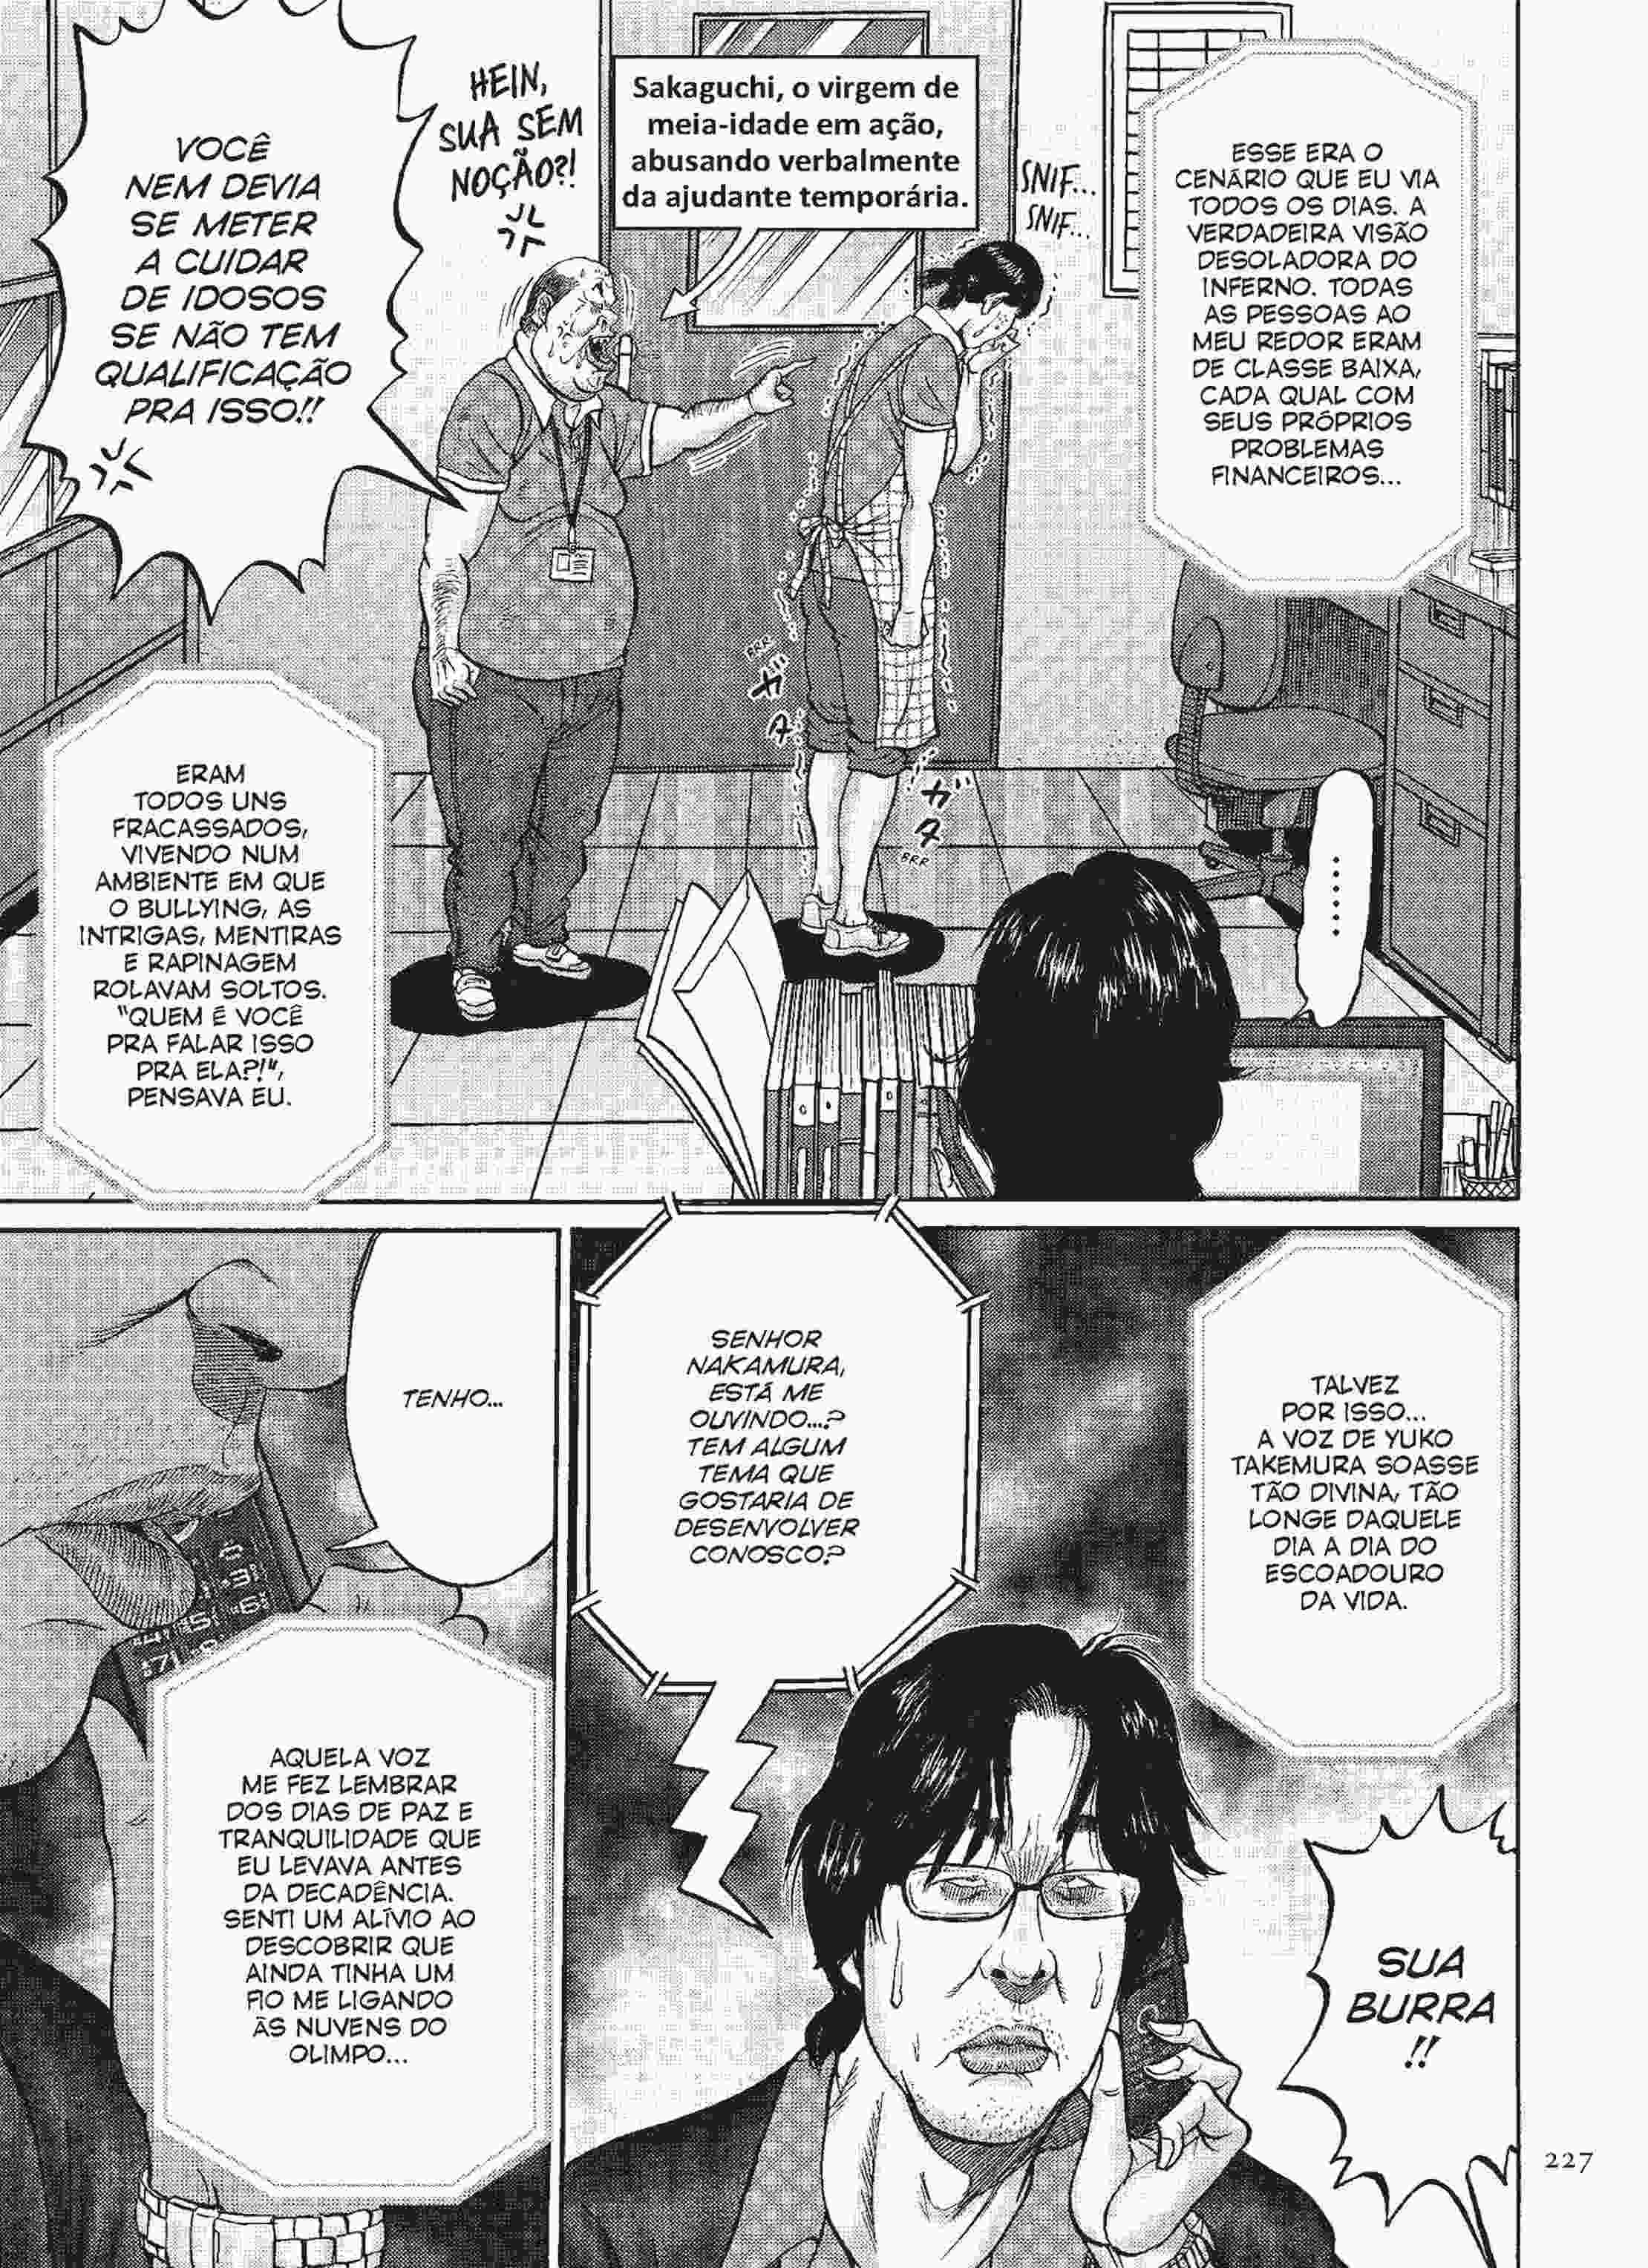 ESSE ERA O
CENÁRIO QUE EU VIA
TODOS OS DIAS. A
VERDADEIRA VISÃO
DESOLADORA DO
INFERNO. TODAS
AS PESSOAS AO
MEU REDOR ERAM
DE CLASSE BAIXA,
CADA QUAL COM
SEUS PRÓPRIOS
PROBLEMAS
FINANCEIROS...
SNIF...
SNIF...
Sakaguchi, o virgem de
meia-idade em ação,
abusando verbalmente
da ajudante temporária.
HEIN,
SUA SEM
NOÇÃO?!
VOCÊ
NEM DEVIA
SE METER
A CUIDAR
DE IDOSOS
SE NÃO TEM
QUALIFICAÇÃO
PRA ISSO!!
BRR
ガ
タ
ガ
タ
BRR
.......
ERAM
TODOS UNS
FRACASSADOS,
VIVENDO NUM
AMBIENTE EM QUE
O BULLYING, AS
INTRIGAS, MENTIRAS
E RAPINAGEM
ROLAVAM SOLTOS.
"QUEM É VOCÊ
PRA FALAR ISSO
PRA ELA?!",
PENSAVA EU.
TALVEZ
POR ISSO...
A VOZ DE YUKO
TAKEMURA SOASSE
TÃO DIVINA, TÃO
LONGE DAQUELE
DIA A DIA DO
ESCOADOURO
DA VIDA.
SENHOR
NAKAMURA,
ESTÁ ME
OUVINDO...?
TEM ALGUM
TEMA QUE
GOSTARIA DE
DESENVOLVER
CONOSCO?
SUA
BURRA
!!
TENHO...
AQUELA VOZ
ME FEZ LEMBRAR
DOS DIAS DE PAZ E
TRANQUILIDADE QUE
EU LEVAVA ANTES
DA DECADÊNCIA.
SENTI UM ALÍVIO AO
DESCOBRIR QUE
AINDA TINHA UM
FIO ME LIGANDO
ÀS NUVENS DO
OLIMPO...
227